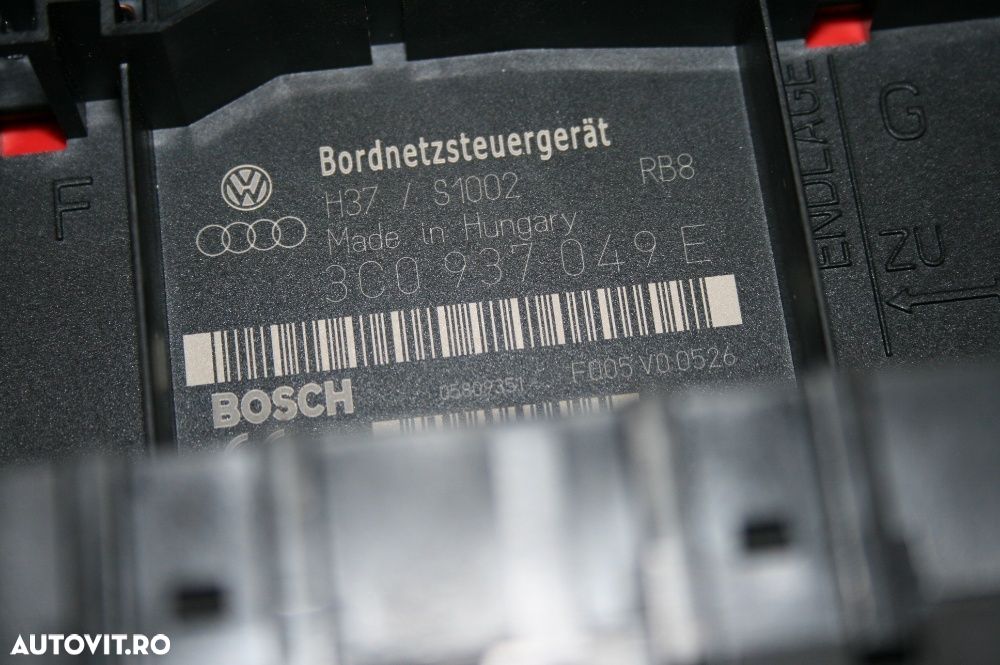 Bordnetzsteuergerät
H37 / S1002 RB8
Made in Hungary
3C0 937 049 E
BOSCH
F005 V0 0526
F
G
ENDLAGE
ZU
AUTOVIT.RO